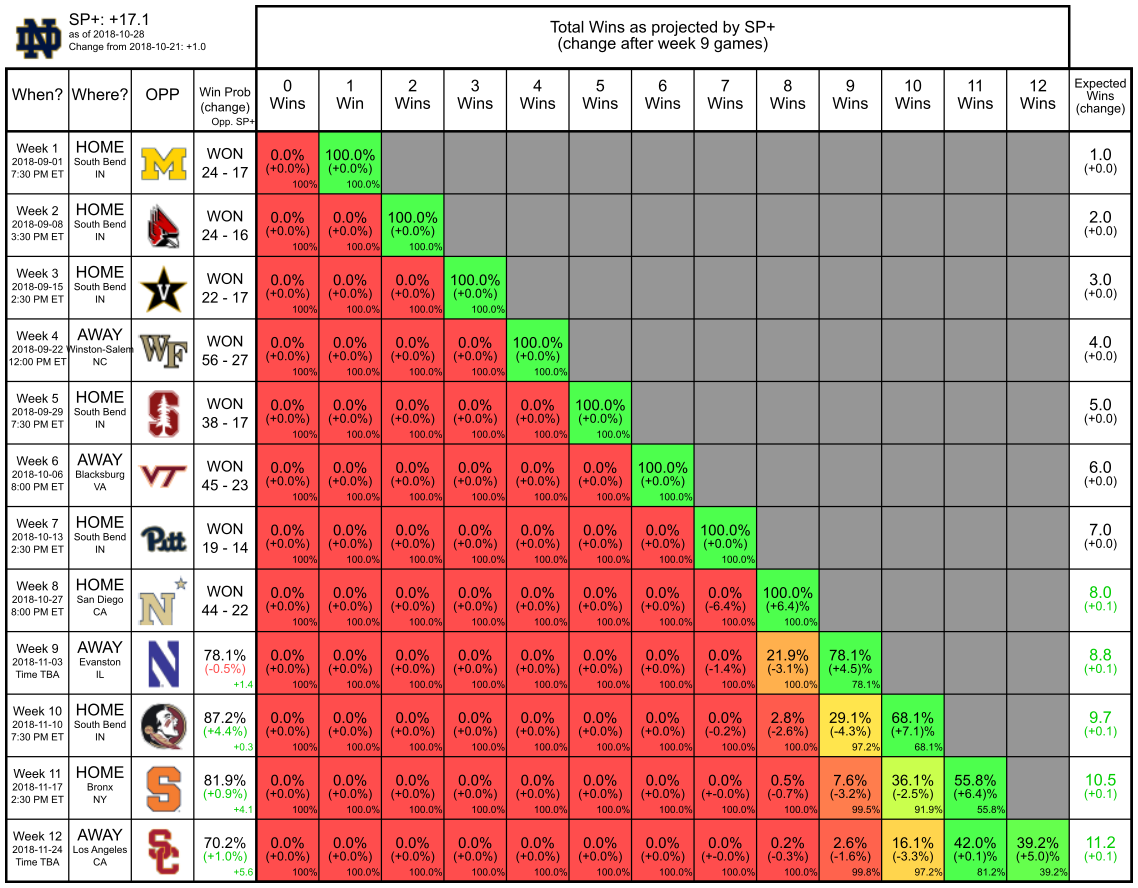 SP+: +17.1
as of 2018-10-28
Change from 2018-10-21: +1.0
Total Wins as projected by SP+
(change after week 9 games)
When? Where? OPP Win Prob (change) Opp. SP+ 0 Wins 1 Win 2 Wins 3 Wins 4 Wins 5 Wins 6 Wins 7 Wins 8 Wins 9 Wins 10 Wins 11 Wins 12 Wins Expected Wins (change)
Week 1 HOME M WON 0.0% 100.0% 1.0
2018-09-01 South Bend 24 - 17 (+0.0%) (+0.0%) (+0.0)
7:30 PM ET IN 100% 100.0%
Week 2 HOME WON 0.0% 0.0% 100.0% 2.0
2018-09-08 South Bend 24 - 16 (+0.0%) (+0.0%) (+0.0%) (+0.0)
3:30 PM ET IN 100% 100.0% 100.0%
Week 3 HOME V WON 0.0% 0.0% 0.0% 100.0% 3.0
2018-09-15 South Bend 22 - 17 (+0.0%) (+0.0%) (+0.0%) (+0.0%) (+0.0)
2:30 PM ET IN 100% 100.0% 100.0% 100.0%
Week 4 AWAY WF WON 0.0% 0.0% 0.0% 0.0% 100.0% 4.0
2018-09-22 Winston-Salem 56 - 27 (+0.0%) (+0.0%) (+0.0%) (+0.0%) (+0.0%) (+0.0)
12:00 PM ET NC 100% 100.0% 100.0% 100.0% 100.0%
Week 5 HOME S WON 0.0% 0.0% 0.0% 0.0% 0.0% 100.0% 5.0
2018-09-29 South Bend 38 - 17 (+0.0%) (+0.0%) (+0.0%) (+0.0%) (+0.0%) (+0.0%) (+0.0)
7:30 PM ET IN 100% 100.0% 100.0% 100.0% 100.0% 100.0%
Week 6 AWAY VT WON 0.0% 0.0% 0.0% 0.0% 0.0% 0.0% 100.0% 6.0
2018-10-06 Blacksburg 45 - 23 (+0.0%) (+0.0%) (+0.0%) (+0.0%) (+0.0%) (+0.0%) (+0.0%) (+0.0)
8:00 PM ET VA 100% 100.0% 100.0% 100.0% 100.0% 100.0% 100.0%
Week 7 HOME Pitt WON 0.0% 0.0% 0.0% 0.0% 0.0% 0.0% 0.0% 100.0% 7.0
2018-10-13 South Bend 19 - 14 (+0.0%) (+0.0%) (+0.0%) (+0.0%) (+0.0%) (+0.0%) (+0.0%) (+0.0%) (+0.0)
2:30 PM ET IN 100% 100.0% 100.0% 100.0% 100.0% 100.0% 100.0% 100.0%
Week 8 HOME N WON 0.0% 0.0% 0.0% 0.0% 0.0% 0.0% 0.0% 0.0% 100.0% 8.0
2018-10-27 San Diego 44 - 22 (+0.0%) (+0.0%) (+0.0%) (+0.0%) (+0.0%) (+0.0%) (+0.0%) (-6.4%) (+6.4)% (+0.1)
8:00 PM ET CA 100% 100.0% 100.0% 100.0% 100.0% 100.0% 100.0% 100.0% 100.0%
Week 9 AWAY N 78.1% 0.0% 0.0% 0.0% 0.0% 0.0% 0.0% 0.0% 0.0% 21.9% 78.1% 8.8
2018-11-03 Evanston (-0.5%) (+0.0%) (+0.0%) (+0.0%) (+0.0%) (+0.0%) (+0.0%) (+0.0%) (-1.4%) (-3.1%) (+4.5)% (+0.1)
Time TBA IL +1.4 100% 100.0% 100.0% 100.0% 100.0% 100.0% 100.0% 100.0% 100.0% 78.1%
Week 10 HOME 87.2% 0.0% 0.0% 0.0% 0.0% 0.0% 0.0% 0.0% 0.0% 2.8% 29.1% 68.1% 9.7
2018-11-10 South Bend (+4.4%) (+0.0%) (+0.0%) (+0.0%) (+0.0%) (+0.0%) (+0.0%) (+0.0%) (-0.2%) (-2.6%) (-4.3%) (+7.1)% (+0.1)
7:30 PM ET IN +0.3 100% 100.0% 100.0% 100.0% 100.0% 100.0% 100.0% 100.0% 100.0% 97.2% 68.1%
Week 11 HOME S 81.9% 0.0% 0.0% 0.0% 0.0% 0.0% 0.0% 0.0% 0.0% 0.5% 7.6% 36.1% 55.8% 10.5
2018-11-17 Bronx (+0.9%) (+0.0%) (+0.0%) (+0.0%) (+0.0%) (+0.0%) (+0.0%) (+0.0%) (+-0.0%) (-0.7%) (-3.2%) (-2.5%) (+6.4)% (+0.1)
2:30 PM ET NY +4.1 100% 100.0% 100.0% 100.0% 100.0% 100.0% 100.0% 100.0% 100.0% 99.5% 91.9% 55.8%
Week 12 AWAY SC 70.2% 0.0% 0.0% 0.0% 0.0% 0.0% 0.0% 0.0% 0.0% 0.2% 2.6% 16.1% 42.0% 39.2% 11.2
2018-11-24 Los Angeles (+1.0%) (+0.0%) (+0.0%) (+0.0%) (+0.0%) (+0.0%) (+0.0%) (+0.0%) (+-0.0%) (-0.3%) (-1.6%) (-3.3%) (+0.1)% (+5.0)% (+0.1)
Time TBA CA +5.6 100% 100.0% 100.0% 100.0% 100.0% 100.0% 100.0% 100.0% 100.0% 99.8% 97.2% 81.2% 39.2%